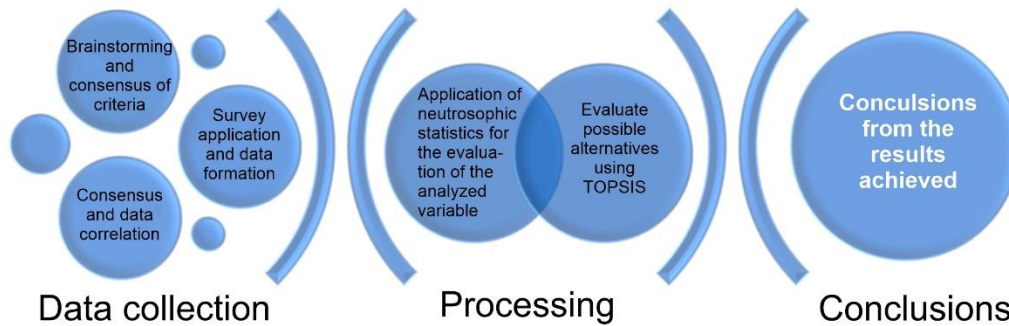 Brainstorming
and
consensus of
criteria
Survey
application
and data
formation
Consensus
and data
correlation
Data collection
Application of
neutrosophic
statistics for
the evalua-
tion of the
analyzed
variable
Evaluate
possible
alternatives
using
TOPSIS
Processing
Conculsions
from the
results
achieved
Conclusions